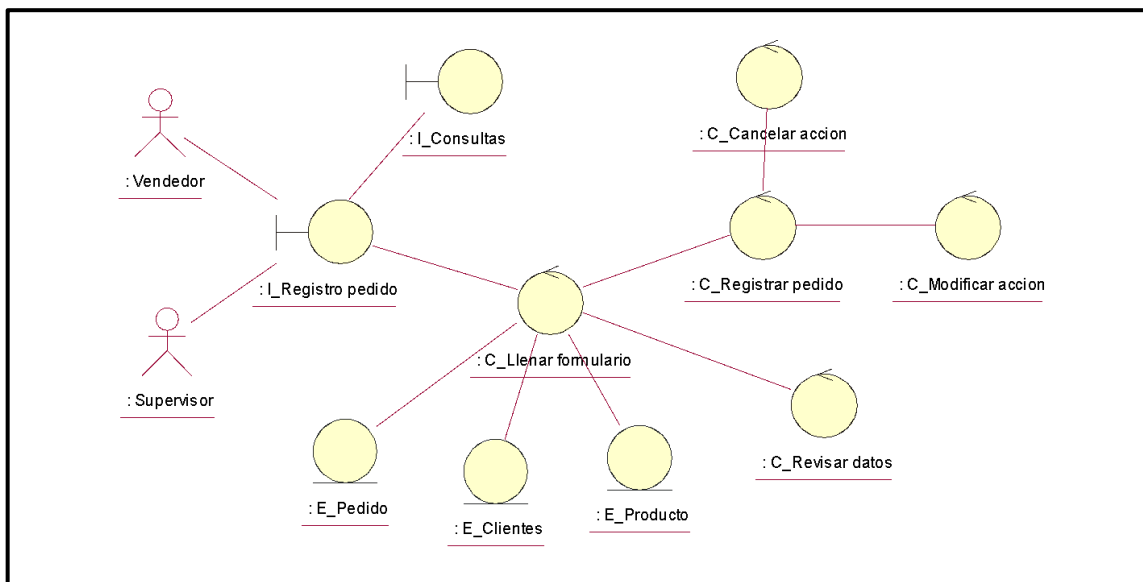 : I_Consultas
: C_Cancelar accion
: Vendedor
: I_Registro pedido
: C_Registrar pedido
: C_Modificar accion
: C_Llenar formulario
: Supervisor
: C_Revisar datos
: E_Pedido
: E_Clientes
: E_Producto